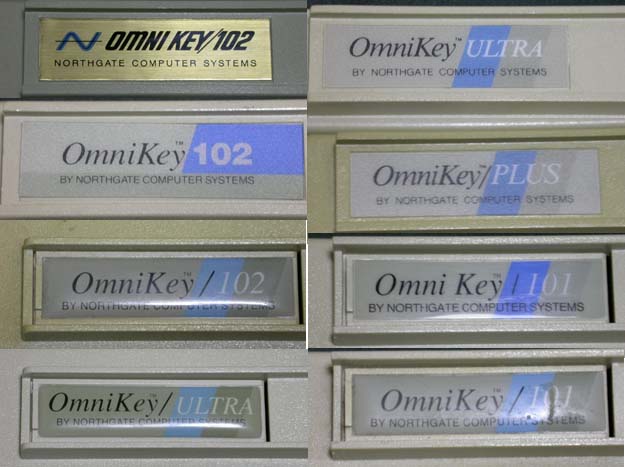 OMNI KEY/102
NORTHGATE COMPUTER SYSTEMS
OmniKey™ 102
BY NORTHGATE COMPUTER SYSTEMS
OmniKey™/102
BY NORTHGATE COMPUTER SYSTEMS
OmniKey/ULTRA
BY NORTHGATE COMPUTER SYSTEMS
OmniKey™ ULTRA
BY NORTHGATE COMPUTER SYSTEMS
OmniKey™/PLUS
BY NORTHGATE COMPUTER SYSTEMS
Omni Key™/101
BY NORTHGATE COMPUTER SYSTEMS
OmniKey™/101
BY NORTHGATE COMPUTER SYSTEMS